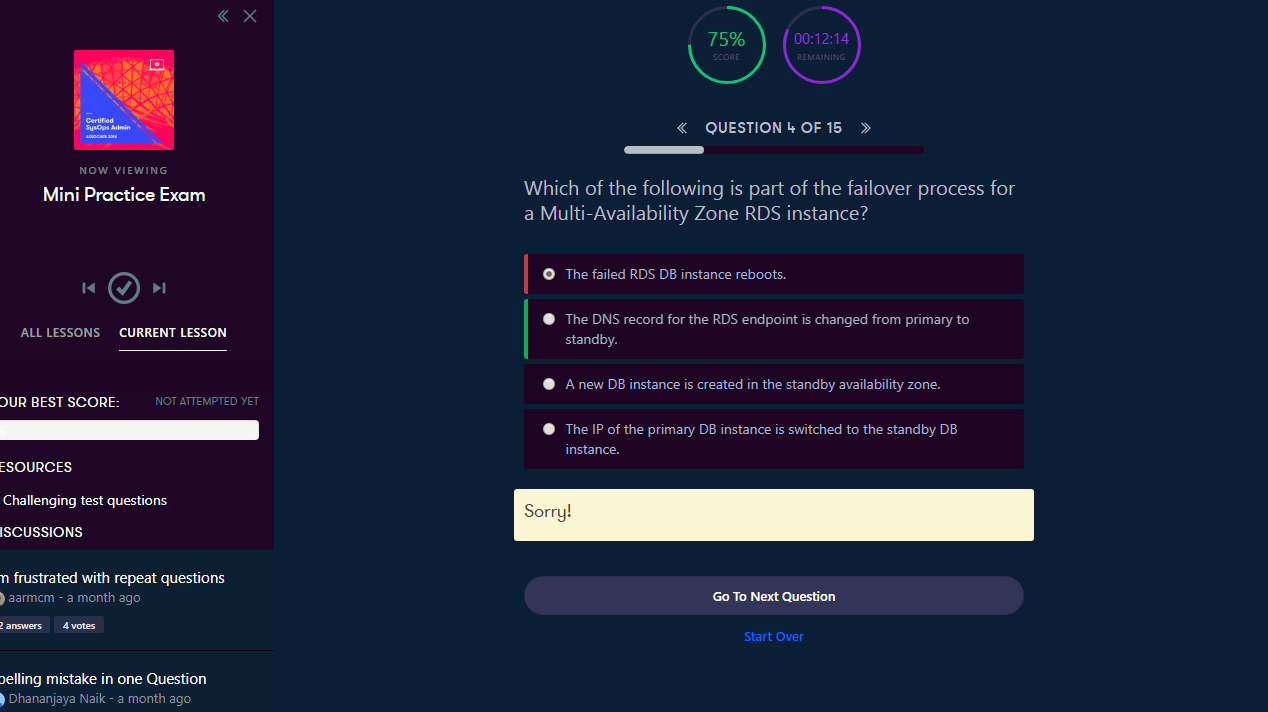 Certified
SysOps Admin
ASSOCIATE 2018
NOW VIEWING
Mini Practice Exam
ALL LESSONS
CURRENT LESSON
OUR BEST SCORE:
NOT ATTEMPTED YET
ESOURCES
Challenging test questions
ISCUSSIONS
m frustrated with repeat questions
aarmcm - a month ago
2 answers
4 votes
pelling mistake in one Question
Dhananjaya Naik - a month ago
75%
SCORE
00:12:14
REMAINING
QUESTION 4 OF 15
Which of the following is part of the failover process for
a Multi-Availability Zone RDS instance?
The failed RDS DB instance reboots.
The DNS record for the RDS endpoint is changed from primary to
standby.
A new DB instance is created in the standby availability zone.
The IP of the primary DB instance is switched to the standby DB
instance.
Sorry!
Go To Next Question
Start Over